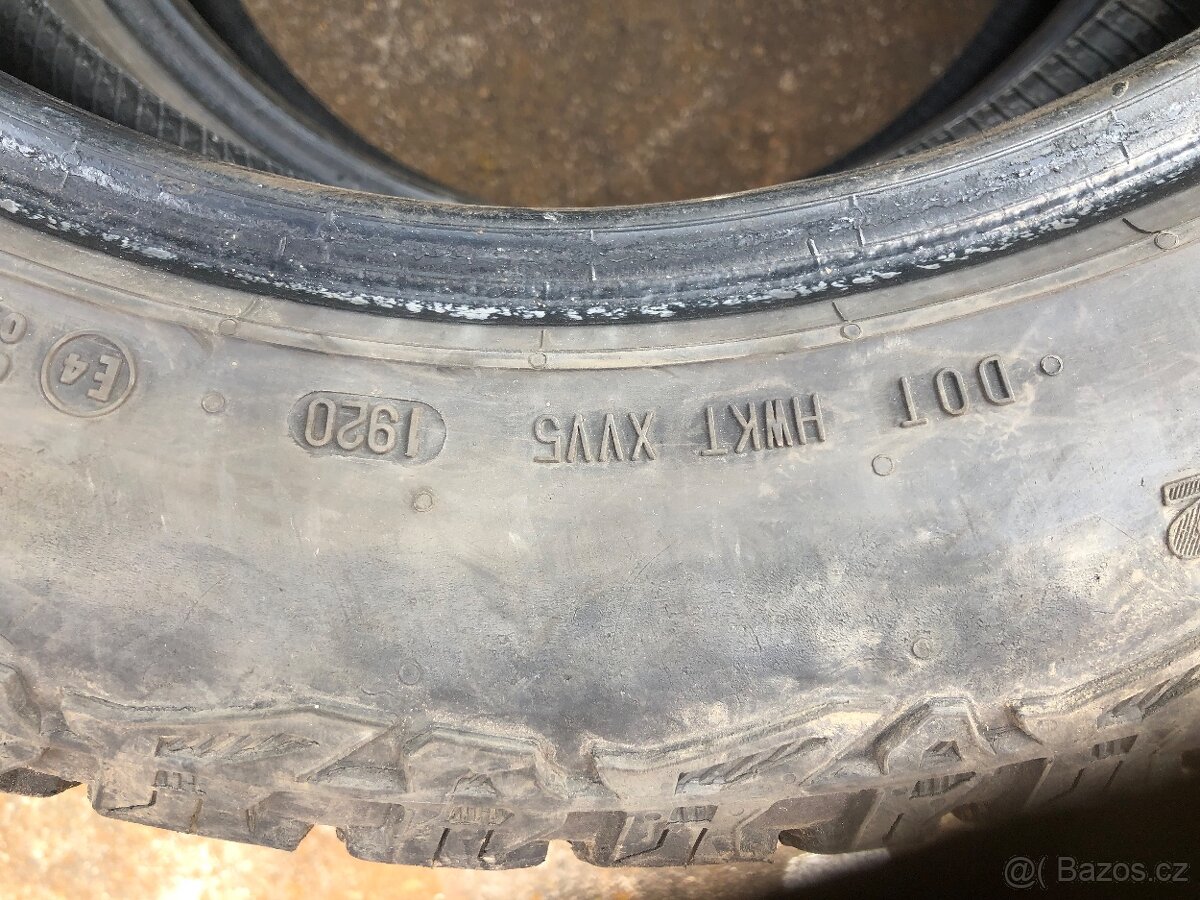 DOT HWKT XVV5 1920
E4
@( Bazos.cz